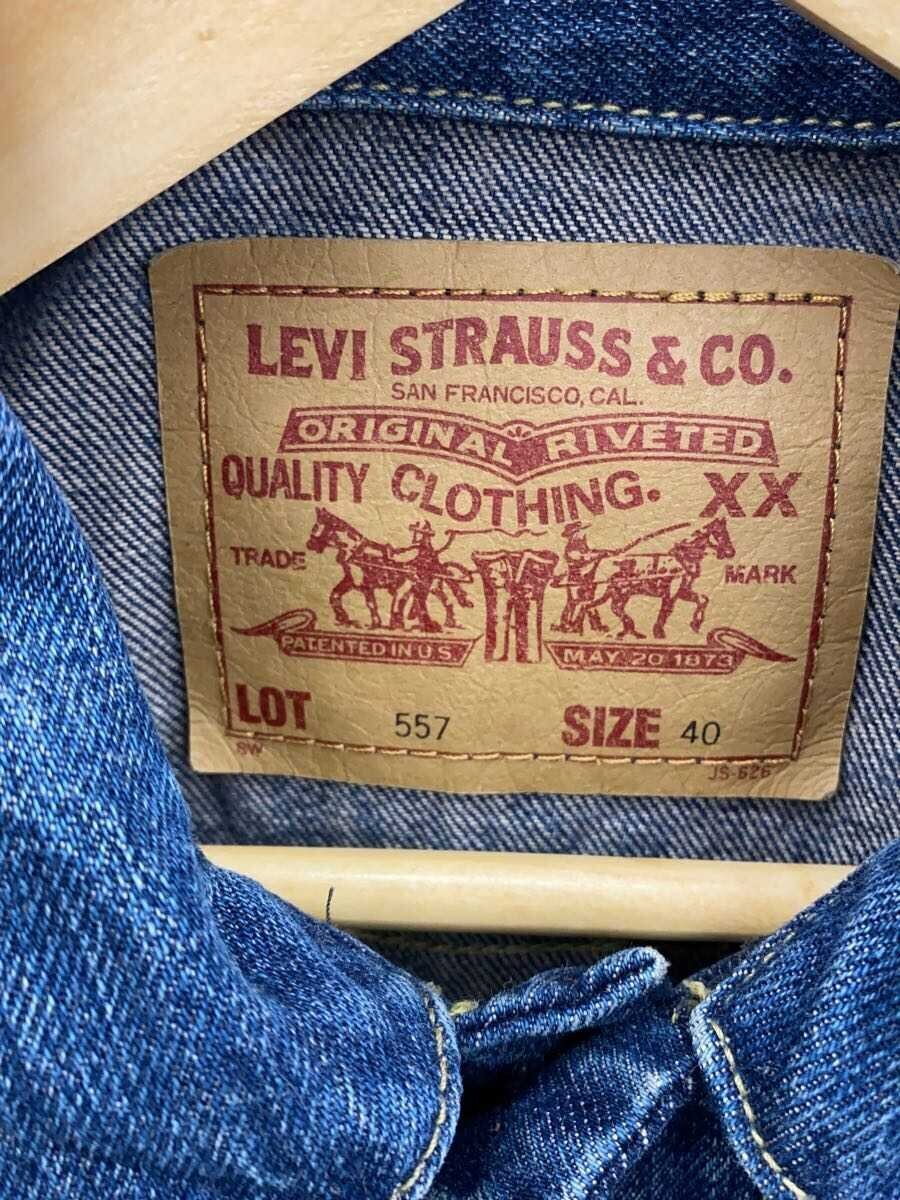 LEVI STRAUSS & CO.
SAN FRANCISCO, CAL.
ORIGINAL RIVETED
QUALITY CLOTHING. XX
TRADE MARK
PATENTED IN U.S. MAY 20 1873
LOT 557 SIZE 40
SW JS-626